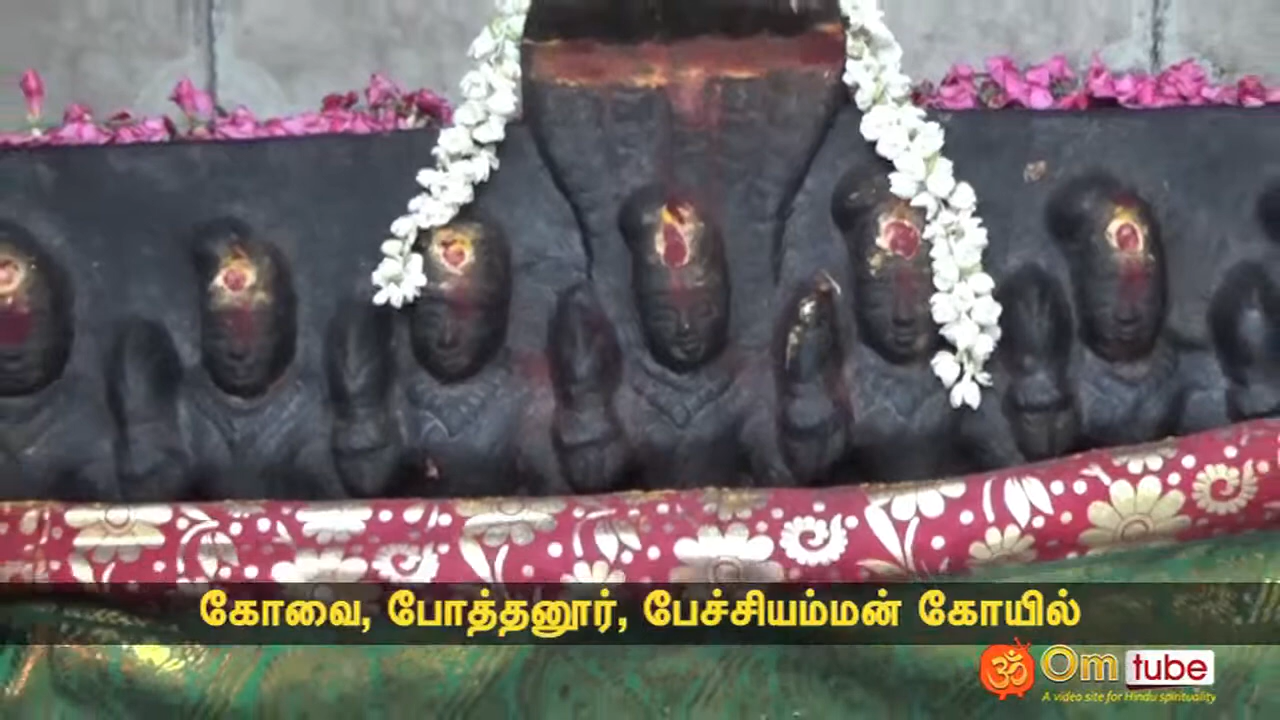 கோவை, போத்தனூர், பேச்சியம்மன் கோயில்
ॐ Om tube
A video site for Hindu spirituality